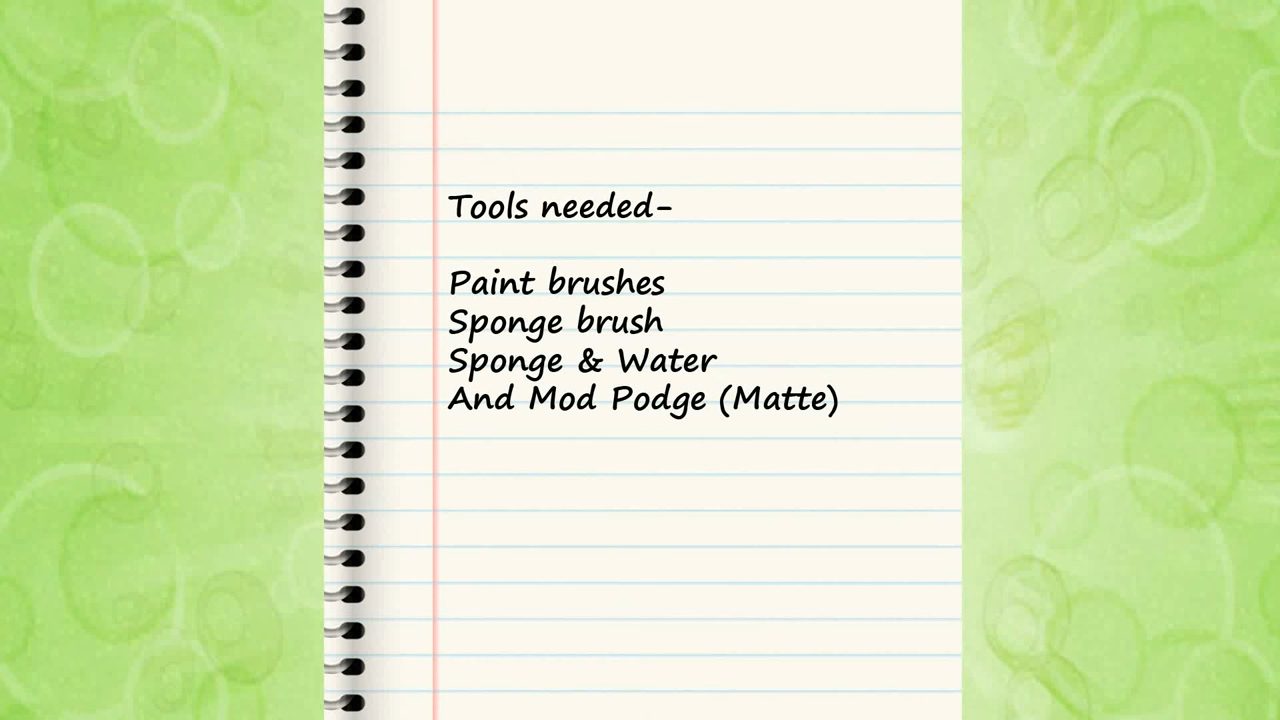 Tools needed-
Paint brushes
Sponge brush
Sponge & Water
And Mod Podge (Matte)